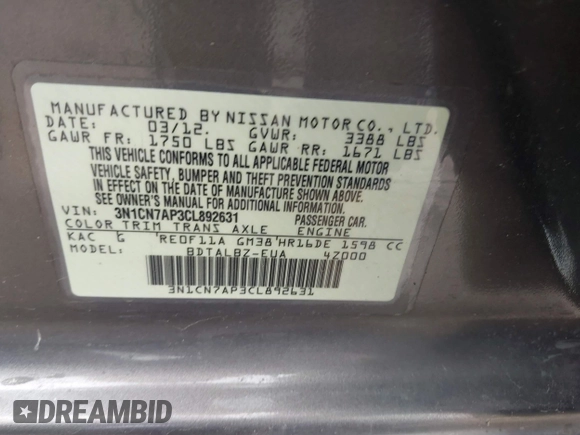 MANUFACTURED BY NISSAN MOTOR CO., LTD.
DATE: 03/12. GVWR: 3388 LBS
GAWR FR: 1750 LBS GAWR RR: 1671 LBS
THIS VEHICLE CONFORMS TO ALL APPLICABLE FEDERAL MOTOR
VEHICLE SAFETY, BUMPER AND THEFT PREVENTION STANDARDS
IN EFFECT ON THE DATE OF MANUFACTURE SHOWN ABOVE.
SEE OWNER'S MANUAL FOR ADDITIONAL INFORMATION
VIN: 3N1CN7AP3CL892631 PASSENGER CAR.
COLOR TRIM TRANS AXLE ENGINE
KAC G 'RE0F11A GM38'HR16DE 1598 CC
MODEL: BDTALBZ-EUA 4Z000
3N1CN7AP3CL892631
DREAMBID